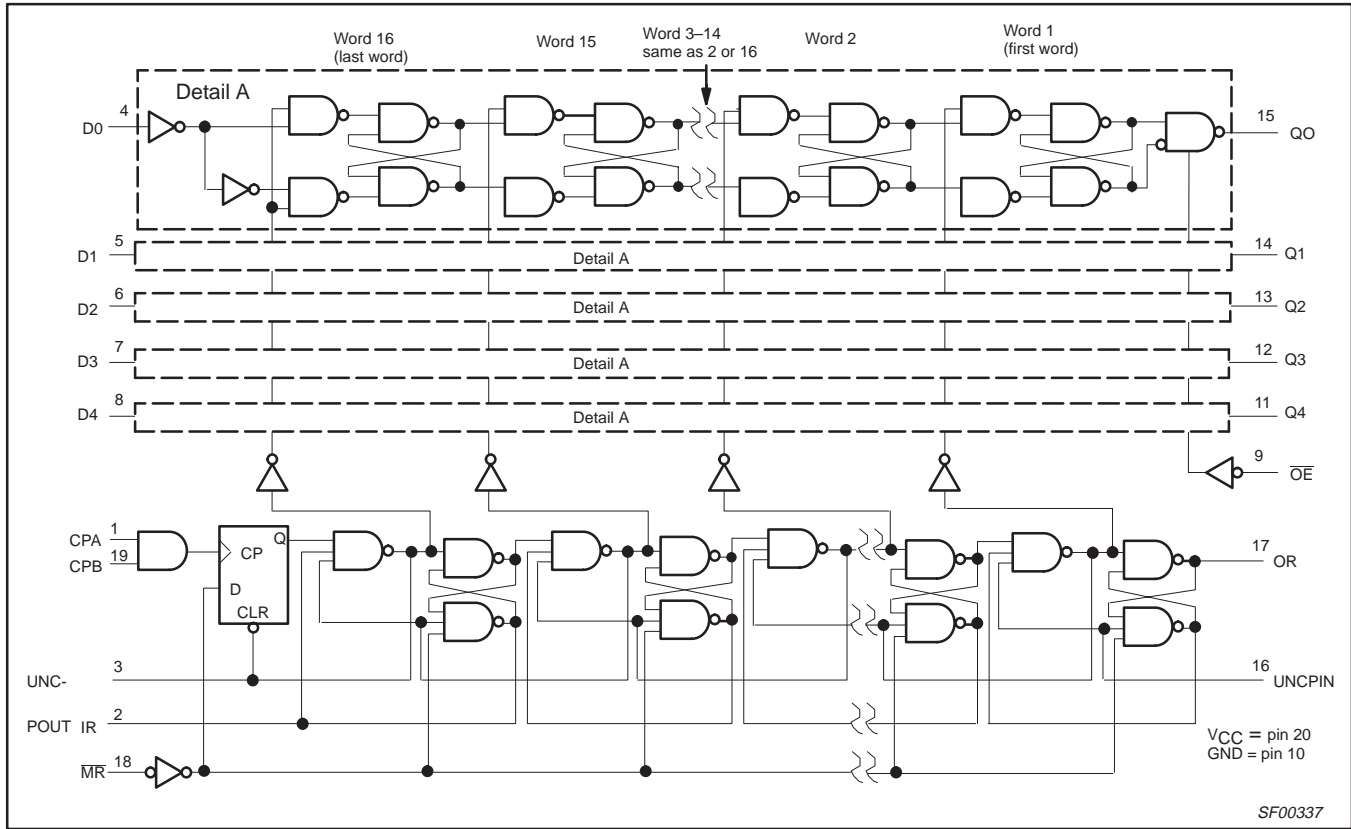 Word 16
(last word)
Word 15
Word 3–14
same as 2 or 16
Word 2
Word 1
(first word)
Detail A
4
D0
15
QO
5
D1
Detail A
14
Q1
6
D2
Detail A
13
Q2
7
D3
Detail A
12
Q3
8
D4
Detail A
11
Q4
9
OE
CPA
1
CPB
19
CP
Q
D
CLR
17
OR
3
UNC-
16
UNCPIN
2
POUT IR
MR
18
VCC = pin 20
GND = pin 10
SF00337